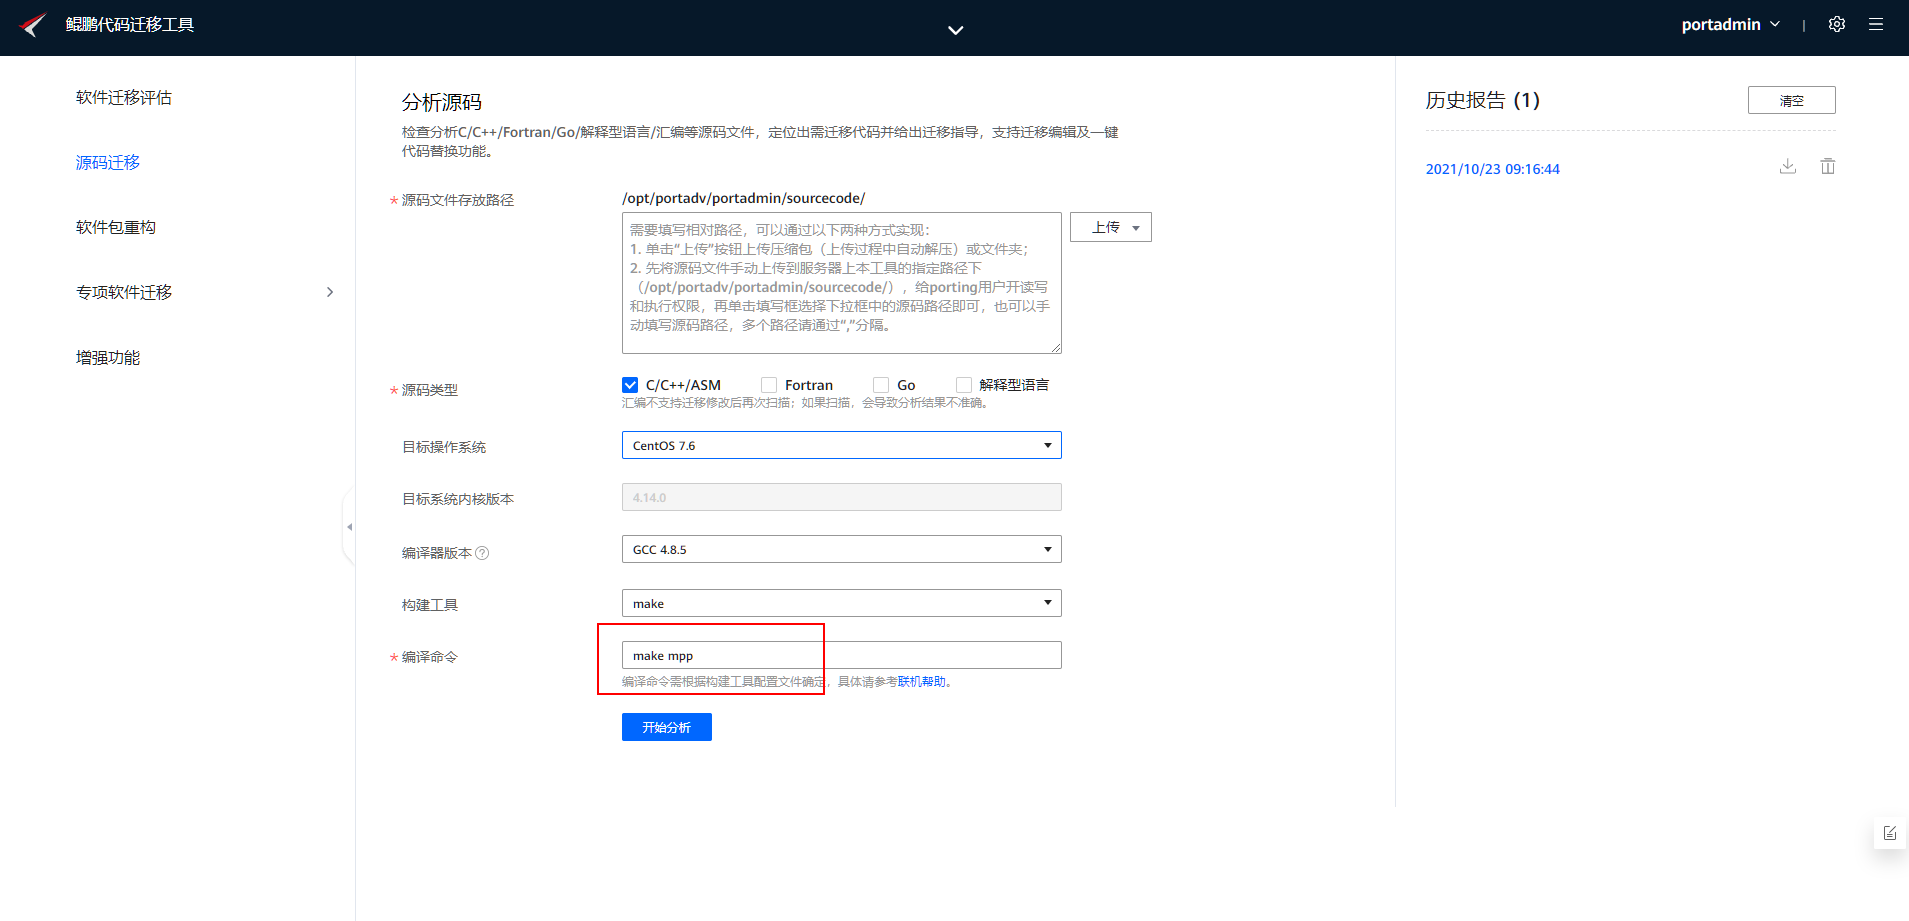 鲲鹏代码迁移工具
portadmin
软件迁移评估
源码迁移
软件包重构
专项软件迁移
增强功能
分析源码
检查分析C/C++/Fortran/Go/解释型语言/汇编等源码文件，定位出需迁移代码并给出迁移指导，支持迁移编辑及一键
代码替换功能。
* 源码文件存放路径
/opt/portadv/portadmin/sourcecode/
需要填写相对路径，可以通过以下两种方式实现：
1. 单击“上传”按钮上传压缩包（上传过程中自动解压）或文件夹；
2. 先将源码文件手动上传到服务器上本工具的指定路径下
（/opt/portadv/portadmin/sourcecode/），给porting用户开读写
和执行权限，再单击填写框选择下拉框中的源码路径即可，也可以手
动填写源码路径，多个路径请通过“,”分隔。
上传
* 源码类型
C/C++/ASM Fortran Go 解释型语言
汇编不支持迁移修改后再次扫描；如果扫描，会导致分析结果不准确。
目标操作系统
CentOS 7.6
目标系统内核版本
4.14.0
编译器版本 ?
GCC 4.8.5
构建工具
make
* 编译命令
make mpp
编译命令需根据构建工具配置文件确定，具体请参考联机帮助。
开始分析
历史报告 (1)
清空
2021/10/23 09:16:44